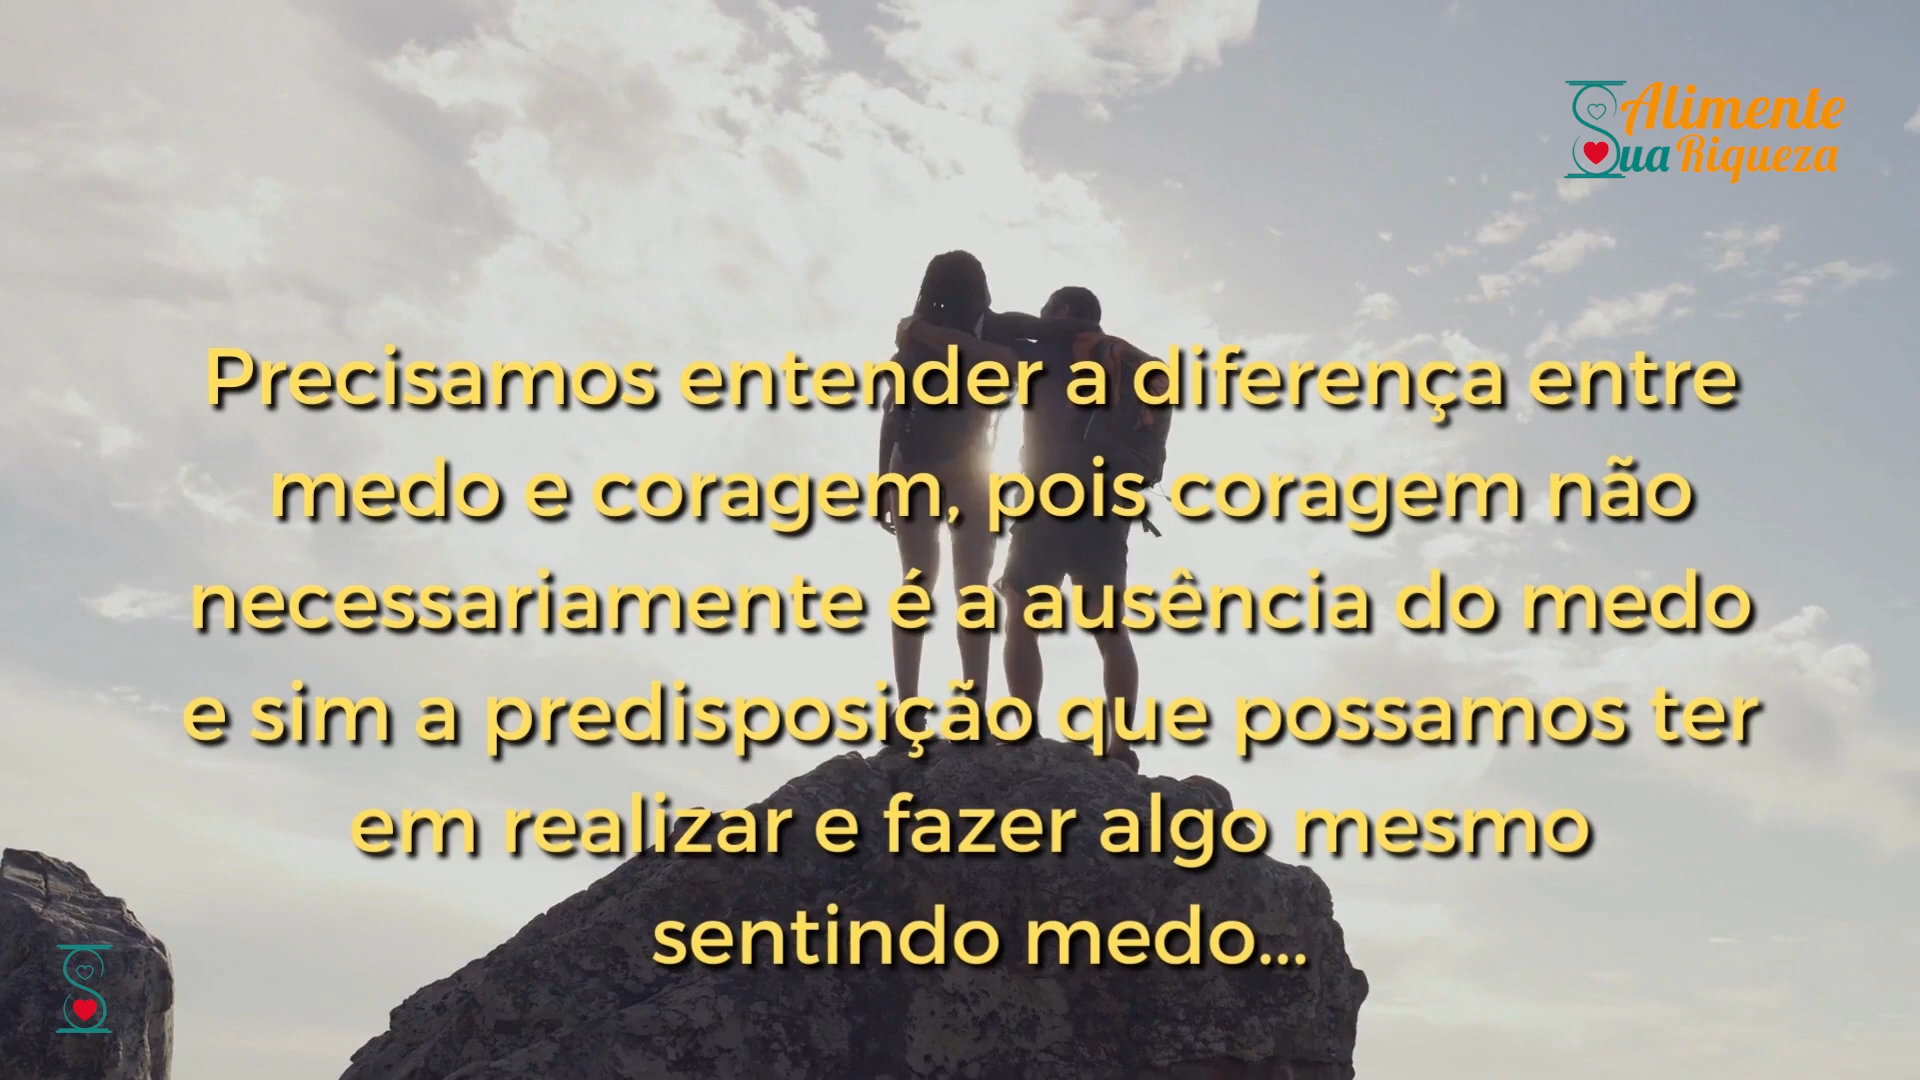 Alimente
Sua Riqueza
Precisamos entender a diferença entre
medo e coragem, pois coragem não
necessariamente é a ausência do medo
e sim a predisposição que possamos ter
em realizar e fazer algo mesmo
sentindo medo...